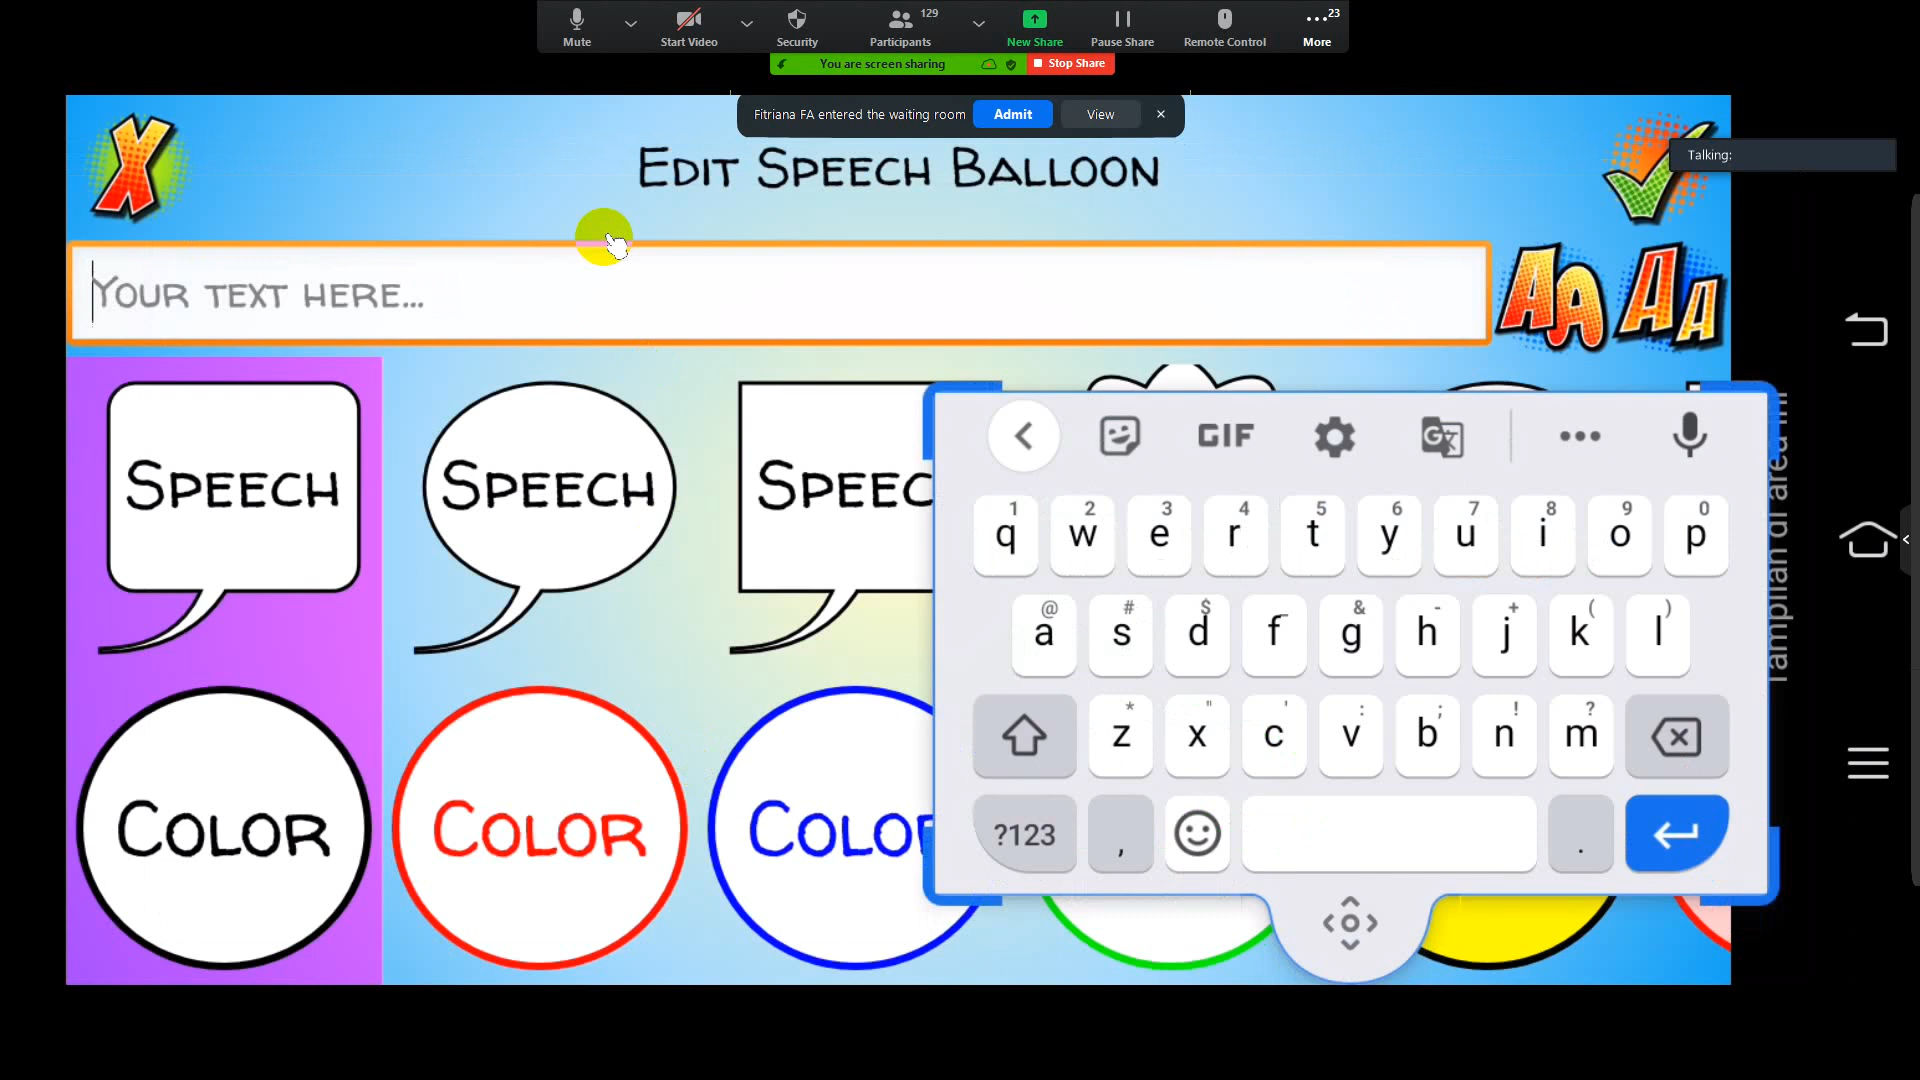 129
23
Mute
Start Video
Security
Participants
New Share
Pause Share
Remote Control
More
You are screen sharing
Stop Share
Fitriana FA entered the waiting room
Admit
View
Talking:
X
Edit Speech Balloon
Your text here...
AA AA
Speech
Speech
GIF
G
1 2 3 4 5 6 7 8 9 0
q w e r t y u i o p
@ # $ _ & - + ( )
a s d f g h j k l
* " ' : ; ! ?
z x c v b n m
?123 , .
Color
Color
Tampilan di area ini